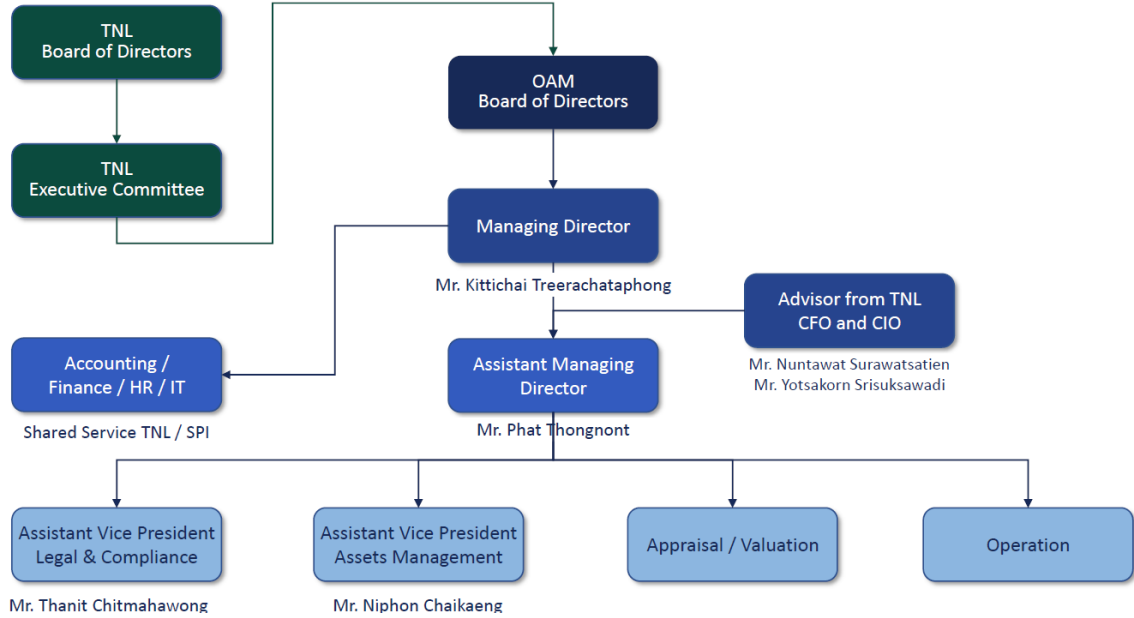 TNL
Board of Directors
OAM
Board of Directors
TNL
Executive Committee
Managing Director
Mr. Kittichai Treerachataphong
Advisor from TNL
CFO and CIO
Mr. Nuntawat Surawatsatien
Mr. Yotsakorn Srisuksawadi
Accounting /
Finance / HR / IT
Shared Service TNL / SPI
Assistant Managing
Director
Mr. Phat Thongnont
Assistant Vice President
Legal & Compliance
Mr. Thanit Chitmahawong
Assistant Vice President
Assets Management
Mr. Niphon Chaikaeng
Appraisal / Valuation
Operation